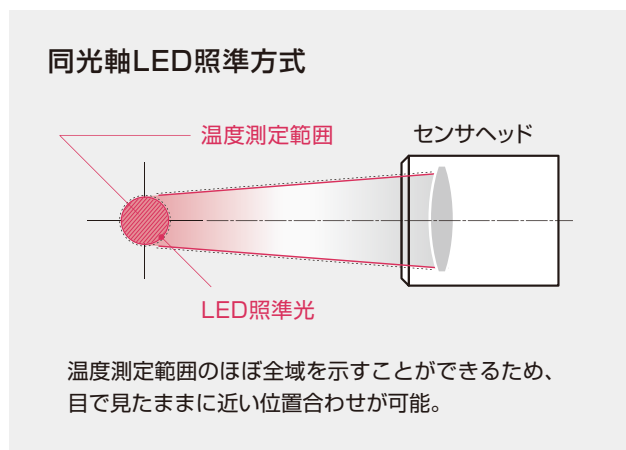 同光軸LED照準方式
温度測定範囲
センサヘッド
LED照準光
温度測定範囲のほぼ全域を示すことができるため、
目で見たままに近い位置合わせが可能。